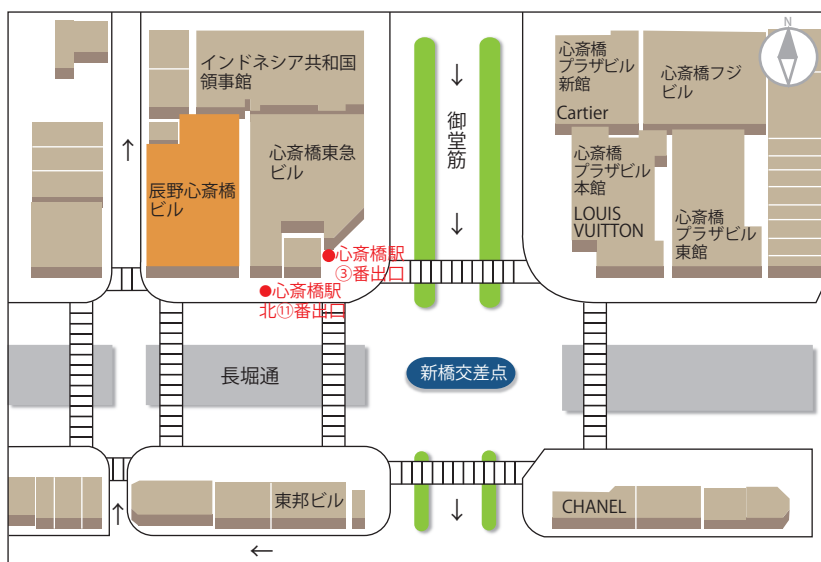 N
インドネシア共和国
領事館
心斎橋東急
ビル
辰野心斎橋
ビル
御堂筋
心斎橋
プラザビル
新館
Cartier
心斎橋フジ
ビル
心斎橋
プラザビル
本館
LOUIS
VUITTON
心斎橋
プラザビル
東館
心斎橋駅
③番出口
心斎橋駅
北⑪番出口
長堀通
新橋交差点
東邦ビル
CHANEL